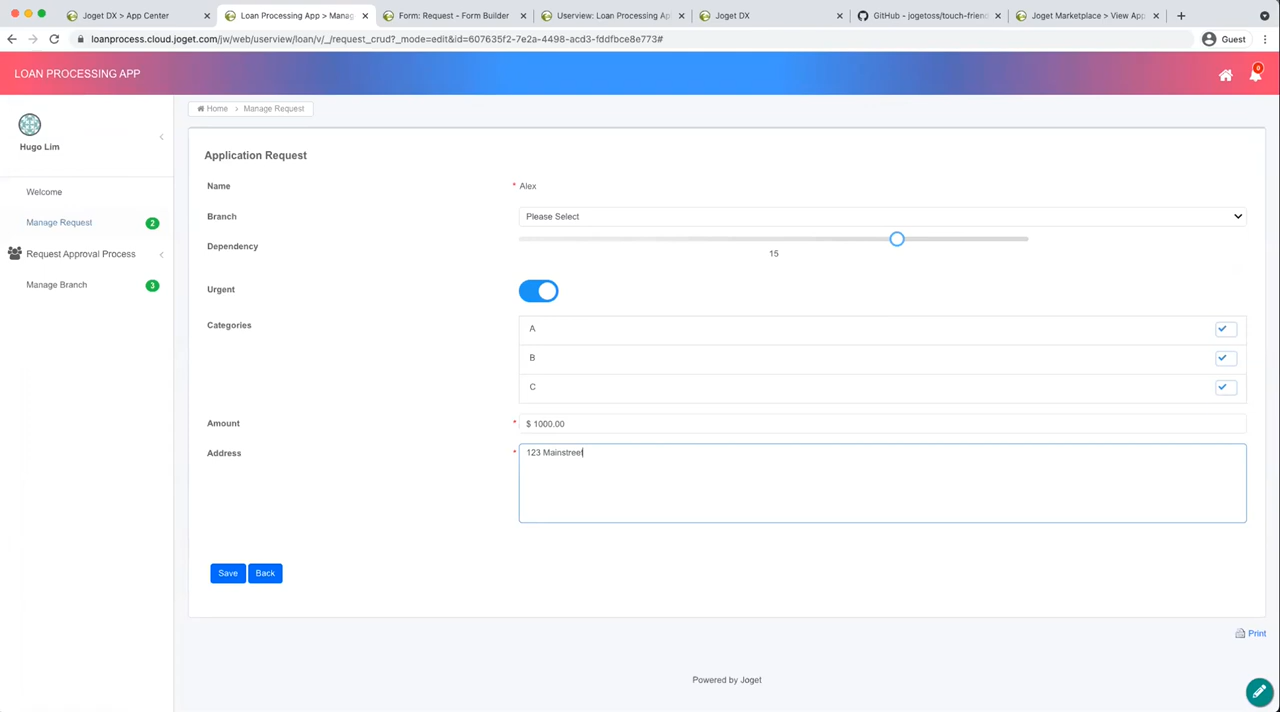 Joget DX > App Center
Loan Processing App > Manag
Form: Request - Form Builder
Userview: Loan Processing Ap
Joget DX
GitHub - jogetoss/touch-friend
Joget Marketplace > View App
loanprocess.cloud.joget.com/jw/web/userview/loan/v/_/request_crud?_mode=edit&id=607635f2-7e2a-4498-acd3-fddfbce8e773#
Guest
LOAN PROCESSING APP
0
Home > Manage Request
Hugo Lim
Application Request
Name * Alex
Welcome
Branch Please Select
Manage Request 2
Dependency
15
Request Approval Process
Manage Branch 3
Urgent
Categories
A
B
C
Amount * $ 1000.00
Address * 123 Mainstreet
Save Back
Print
Powered by Joget